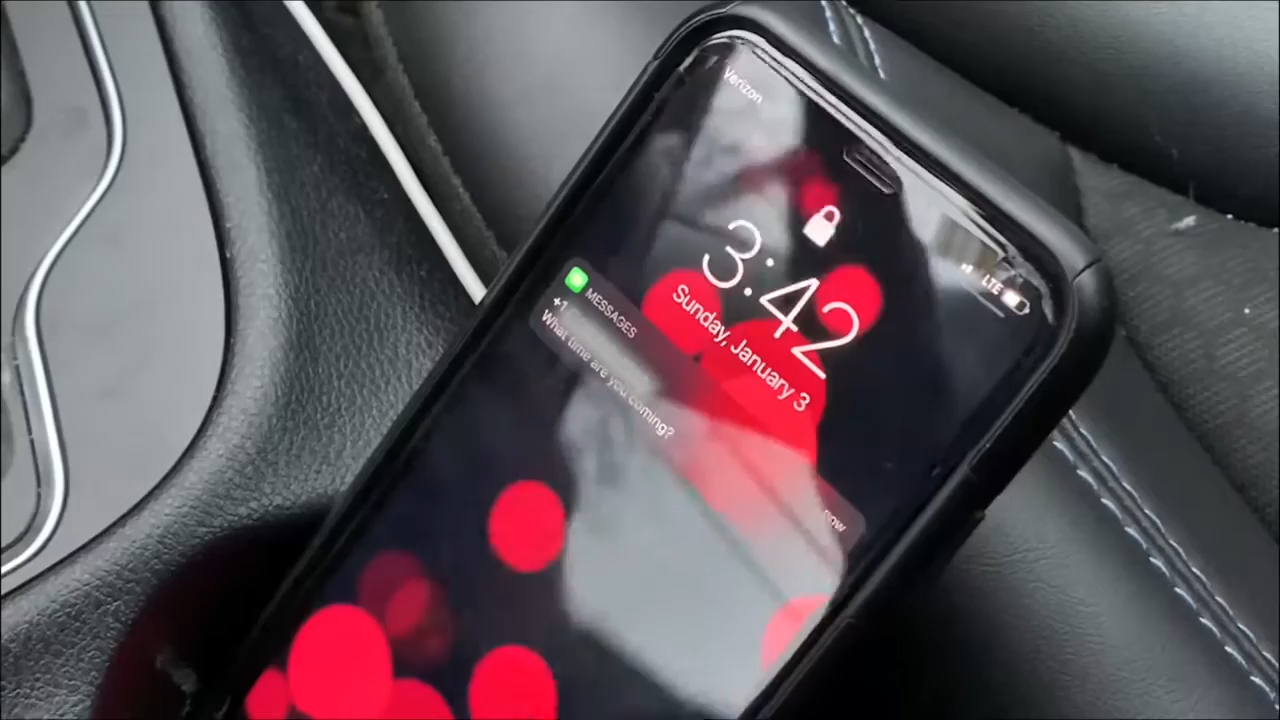 Verizon
LTE
3:42
Sunday, January 3
MESSAGES
now
+1
What time are you coming?